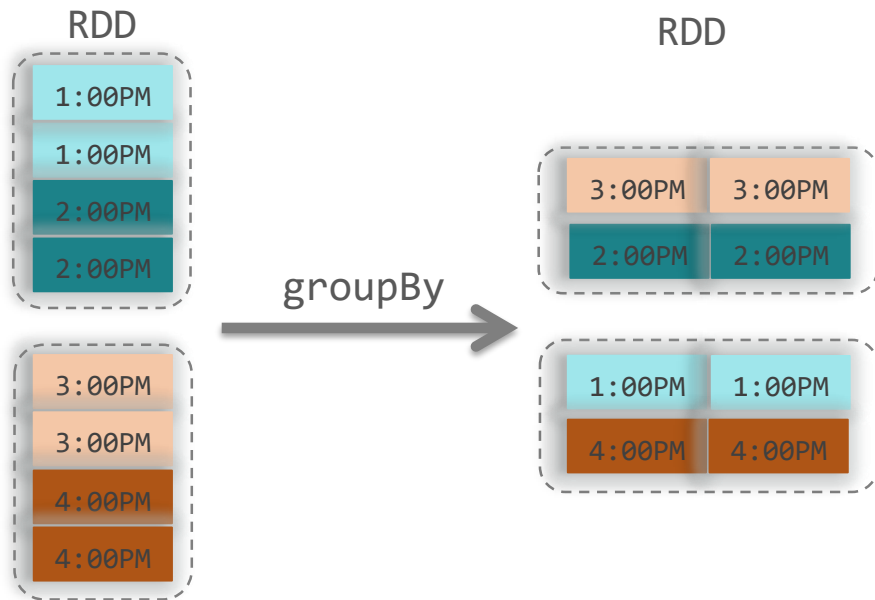 RDD
1:00PM
1:00PM
2:00PM
2:00PM
3:00PM
3:00PM
4:00PM
4:00PM
groupBy
RDD
3:00PM 3:00PM
2:00PM 2:00PM
1:00PM 1:00PM
4:00PM 4:00PM